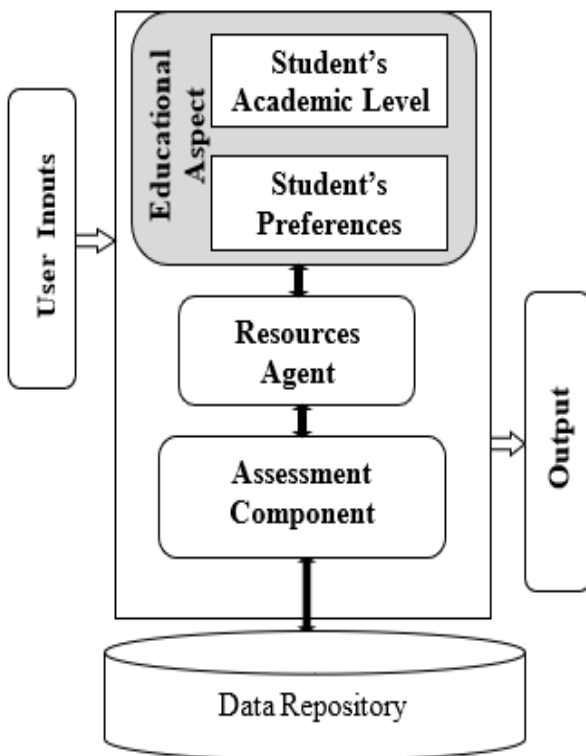 User Inputs
Educational
Aspect
Student's
Academic Level
Student's
Preferences
Resources
Agent
Assessment
Component
Output
Data Repository